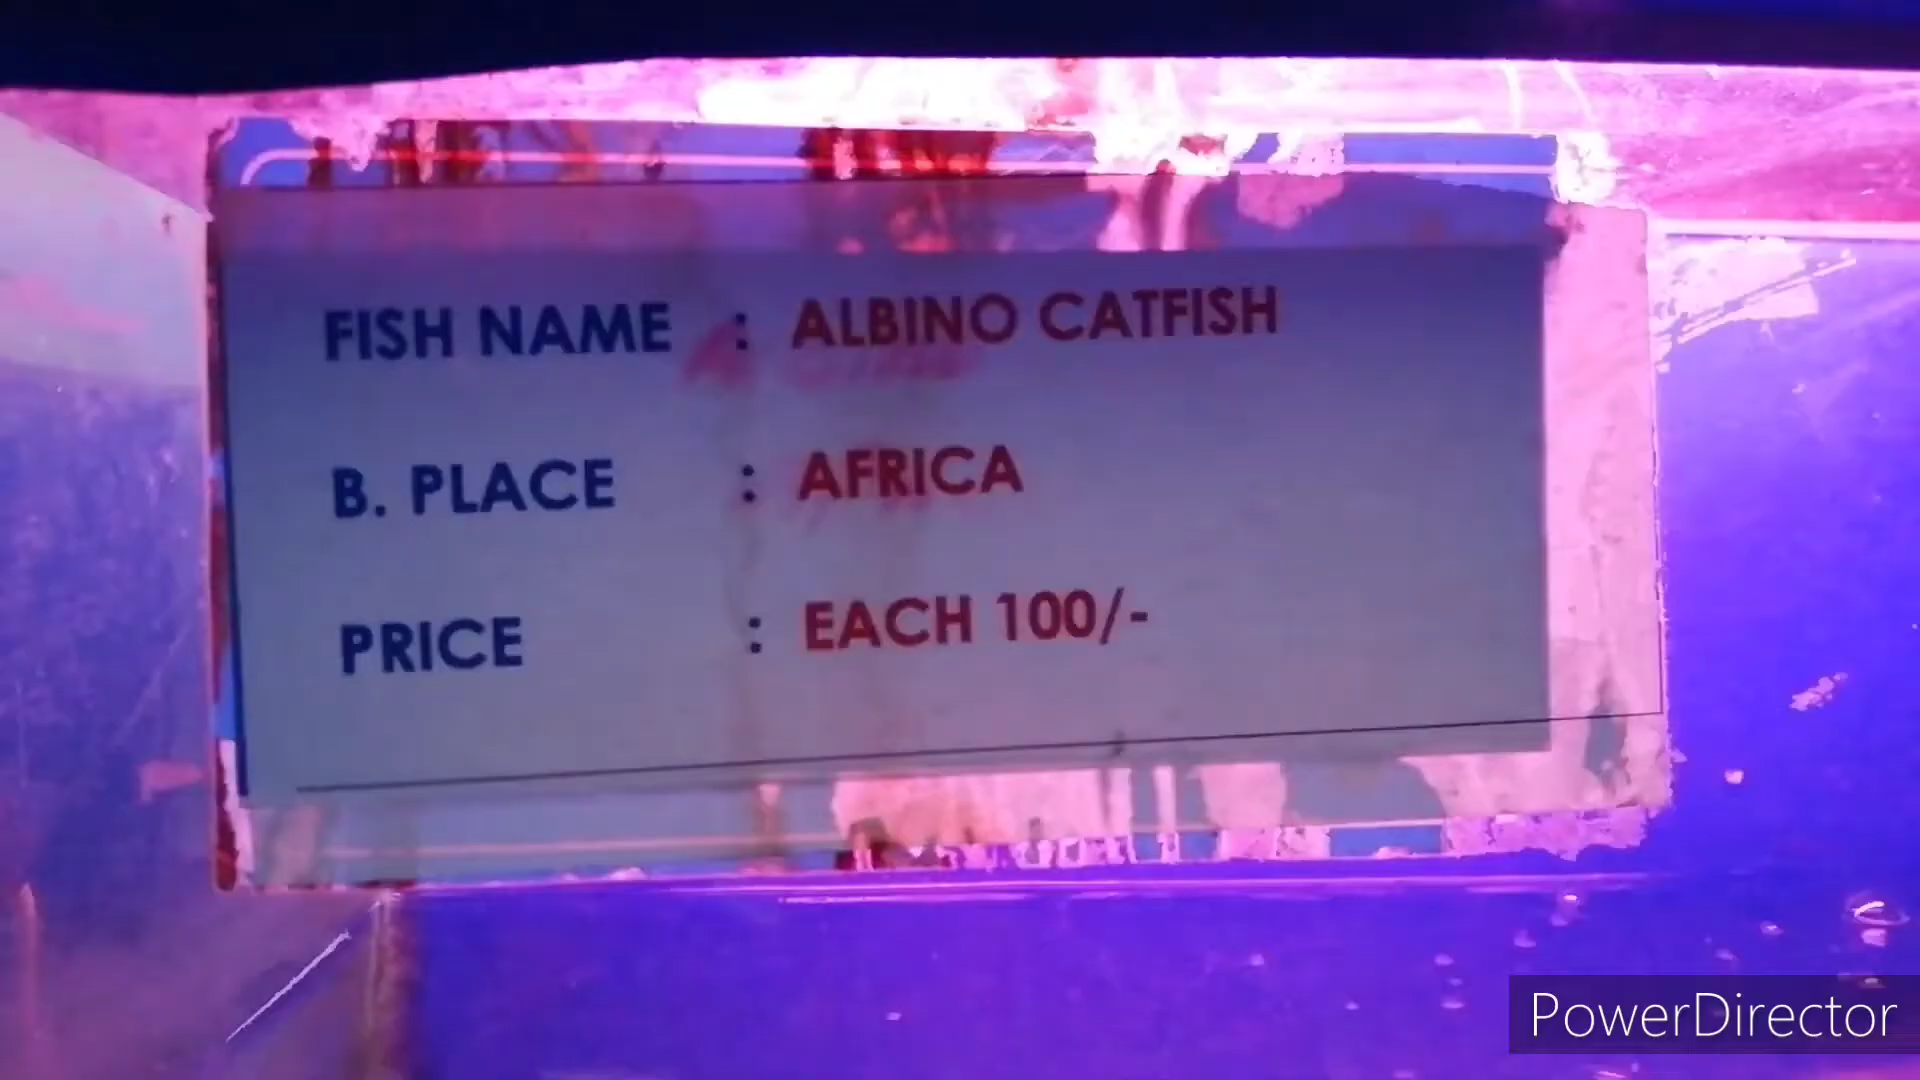 FISH NAME : ALBINO CATFISH
B. PLACE : AFRICA
PRICE : EACH 100/-
PowerDirector